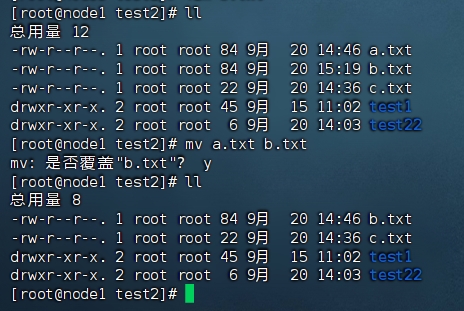 [root@node1 test2]# ll
总用量 12
-rw-r--r--. 1 root root 84 9月  20 14:46 a.txt
-rw-r--r--. 1 root root 84 9月  20 15:19 b.txt
-rw-r--r--. 1 root root 22 9月  20 14:36 c.txt
drwxr-xr-x. 2 root root 45 9月  15 11:02 test1
drwxr-xr-x. 2 root root  6 9月  20 14:03 test22
[root@node1 test2]# mv a.txt b.txt
mv: 是否覆盖"b.txt"? y
[root@node1 test2]# ll
总用量 8
-rw-r--r--. 1 root root 84 9月  20 14:46 b.txt
-rw-r--r--. 1 root root 22 9月  20 14:36 c.txt
drwxr-xr-x. 2 root root 45 9月  15 11:02 test1
drwxr-xr-x. 2 root root  6 9月  20 14:03 test22
[root@node1 test2]#